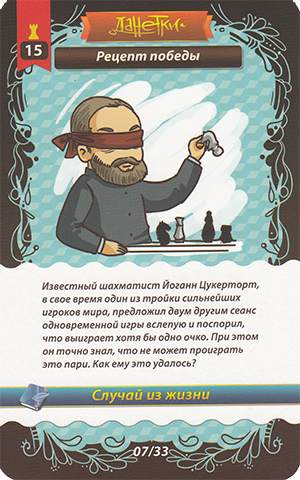 Данетки
15
Рецепт победы
Известный шахматист Йоганн Цукерторт,
в свое время один из тройки сильнейших
игроков мира, предложил двум другим сеанс
одновременной игры вслепую и поспорил,
что выиграет хотя бы одно очко. При этом
он точно знал, что не может проиграть
это пари. Как ему это удалось?
Случай из жизни
07/33